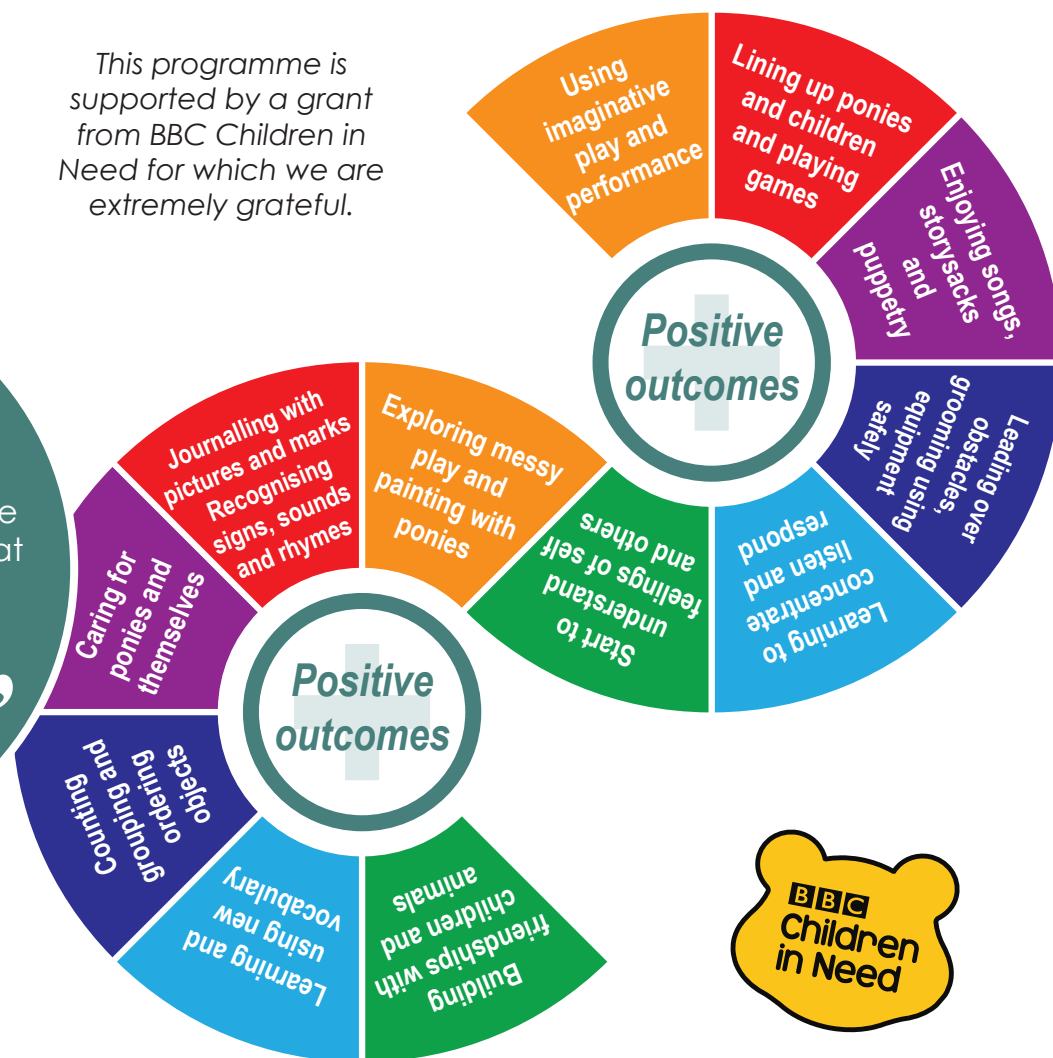 This programme is
supported by a grant
from BBC Children in
Need for which we are
extremely grateful.
Using
imaginative
play and
performance
Lining up ponies
and children
and playing
games
Enjoying songs,
storysacks
and
puppetry
Leading over
obstacles,
grooming using
equipment
safely
Learning to
concentrate
listen and
respond
Start to
understand
feelings of self
and others
Positive
outcomes
Exploring messy
play and
painting with
ponies
Journalling with
pictures and marks
Recognising
signs, sounds
and rhymes
Caring for
ponies and
themselves
Counting
grouping and
ordering
objects
Learning and
using new
vocabulary
Building
friendships with
children and
animals
Positive
outcomes
at
BBC
Children
in Need